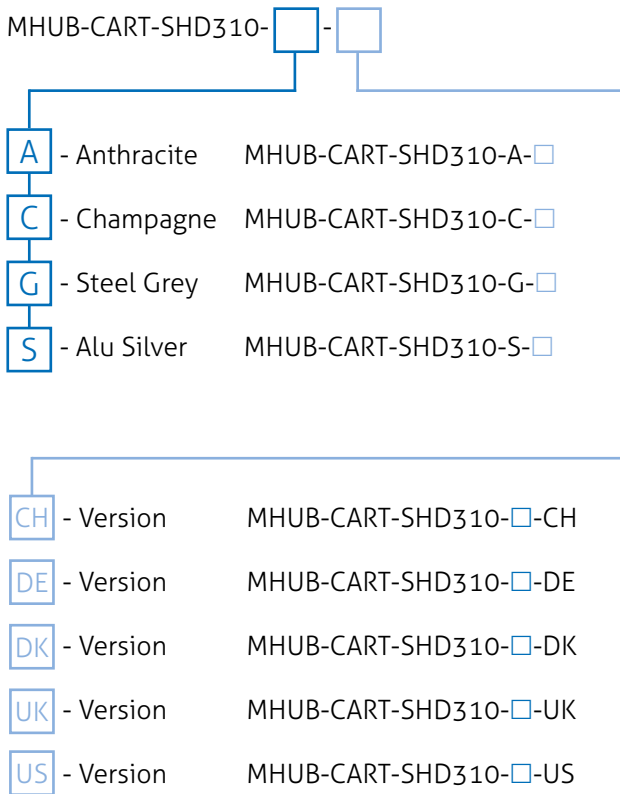 MHUB-CART-SHD310-□ - □
A - Anthracite MHUB-CART-SHD310-A-□
C - Champagne MHUB-CART-SHD310-C-□
G - Steel Grey MHUB-CART-SHD310-G-□
S - Alu Silver MHUB-CART-SHD310-S-□
CH - Version MHUB-CART-SHD310-□-CH
DE - Version MHUB-CART-SHD310-□-DE
DK - Version MHUB-CART-SHD310-□-DK
UK - Version MHUB-CART-SHD310-□-UK
US - Version MHUB-CART-SHD310-□-US